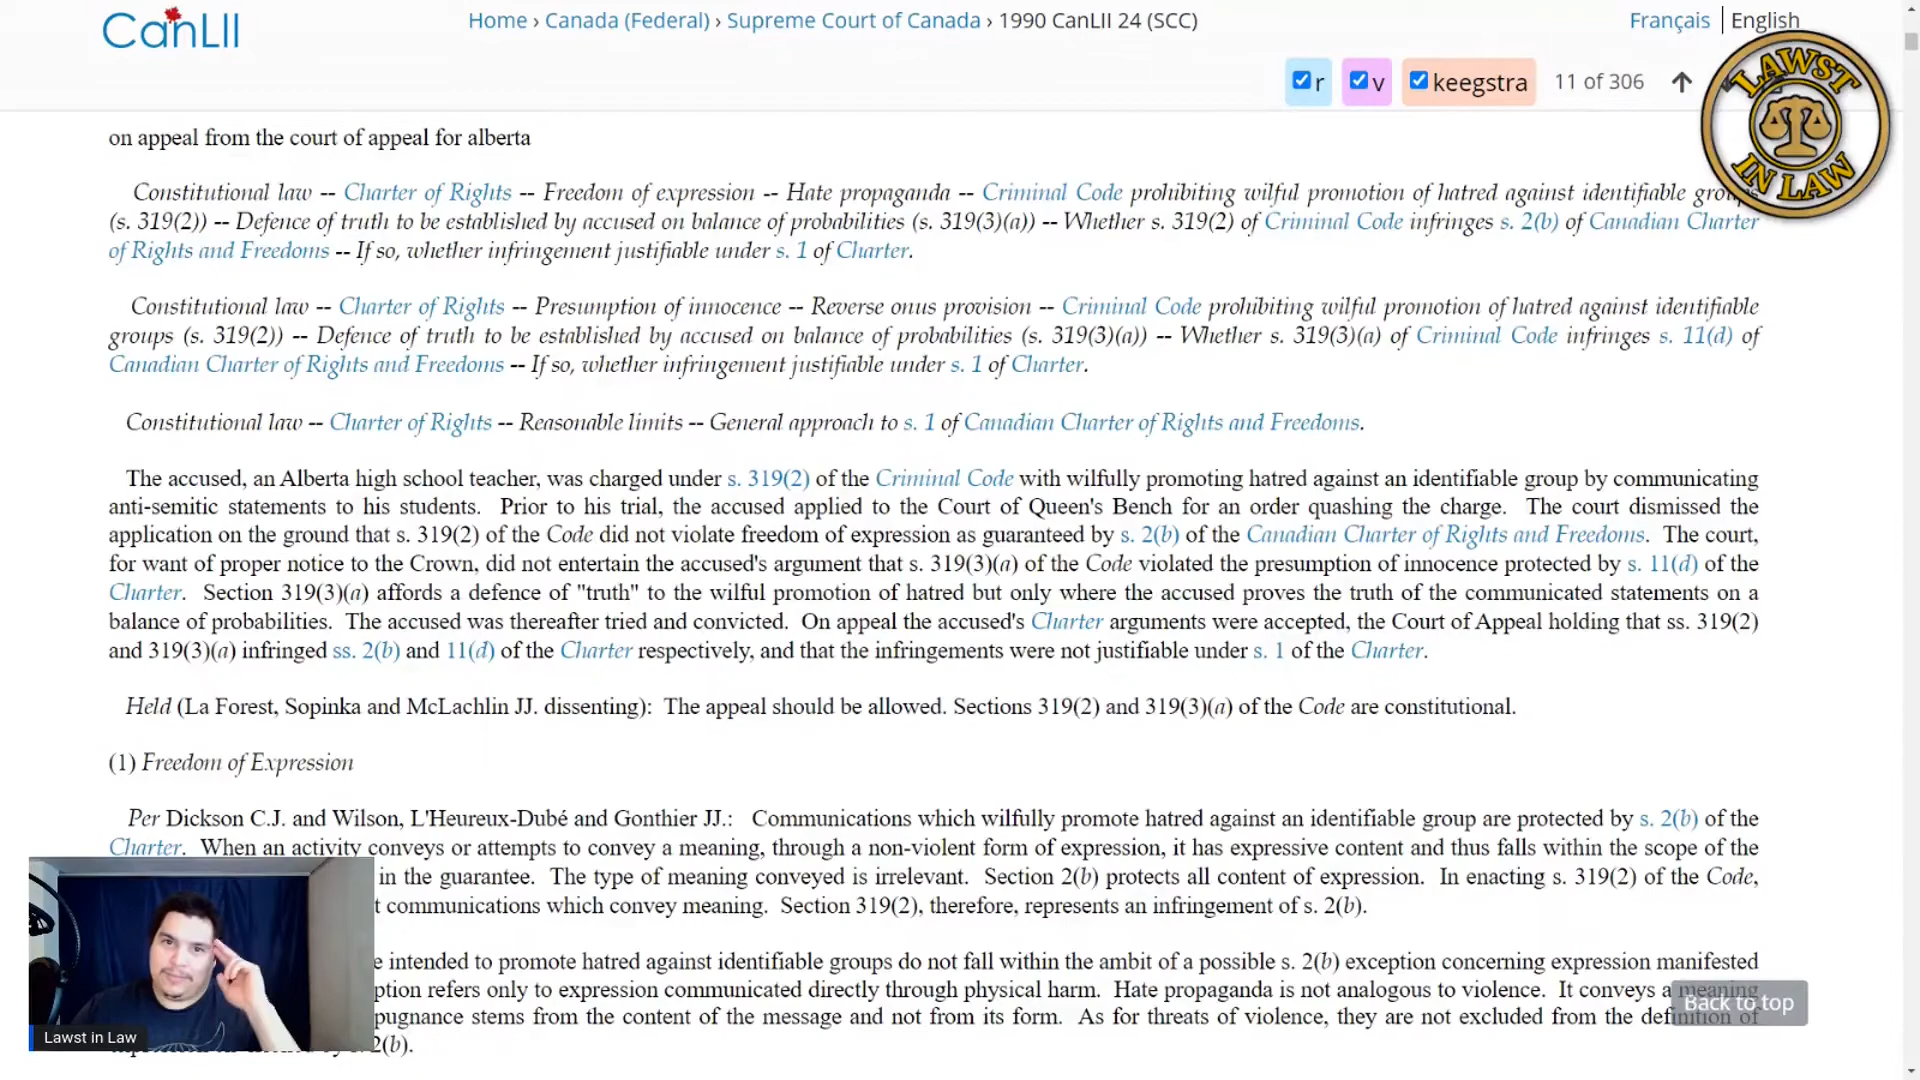 CanLII
Home › Canada (Federal) › Supreme Court of Canada › 1990 CanLII 24 (SCC)
Français | English
r v keegstra 11 of 306
LAWST
IN LAW
on appeal from the court of appeal for alberta
Constitutional law -- Charter of Rights -- Freedom of expression -- Hate propaganda -- Criminal Code prohibiting wilful promotion of hatred against identifiable groups
(s. 319(2)) -- Defence of truth to be established by accused on balance of probabilities (s. 319(3)(a)) -- Whether s. 319(2) of Criminal Code infringes s. 2(b) of Canadian Charter
of Rights and Freedoms -- If so, whether infringement justifiable under s. 1 of Charter.
Constitutional law -- Charter of Rights -- Presumption of innocence -- Reverse onus provision -- Criminal Code prohibiting wilful promotion of hatred against identifiable
groups (s. 319(2)) -- Defence of truth to be established by accused on balance of probabilities (s. 319(3)(a)) -- Whether s. 319(3)(a) of Criminal Code infringes s. 11(d) of
Canadian Charter of Rights and Freedoms -- If so, whether infringement justifiable under s. 1 of Charter.
Constitutional law -- Charter of Rights -- Reasonable limits -- General approach to s. 1 of Canadian Charter of Rights and Freedoms.
The accused, an Alberta high school teacher, was charged under s. 319(2) of the Criminal Code with wilfully promoting hatred against an identifiable group by communicating
anti-semitic statements to his students. Prior to his trial, the accused applied to the Court of Queen's Bench for an order quashing the charge. The court dismissed the
application on the ground that s. 319(2) of the Code did not violate freedom of expression as guaranteed by s. 2(b) of the Canadian Charter of Rights and Freedoms. The court,
for want of proper notice to the Crown, did not entertain the accused's argument that s. 319(3)(a) of the Code violated the presumption of innocence protected by s. 11(d) of the
Charter. Section 319(3)(a) affords a defence of "truth" to the wilful promotion of hatred but only where the accused proves the truth of the communicated statements on a
balance of probabilities. The accused was thereafter tried and convicted. On appeal the accused's Charter arguments were accepted, the Court of Appeal holding that ss. 319(2)
and 319(3)(a) infringed ss. 2(b) and 11(d) of the Charter respectively, and that the infringements were not justifiable under s. 1 of the Charter.
Held (La Forest, Sopinka and McLachlin JJ. dissenting): The appeal should be allowed. Sections 319(2) and 319(3)(a) of the Code are constitutional.
(1) Freedom of Expression
Per Dickson C.J. and Wilson, L'Heureux-Dubé and Gonthier JJ.: Communications which wilfully promote hatred against an identifiable group are protected by s. 2(b) of the
Charter. When an activity conveys or attempts to convey a meaning, through a non-violent form of expression, it has expressive content and thus falls within the scope of the
in the guarantee. The type of meaning conveyed is irrelevant. Section 2(b) protects all content of expression. In enacting s. 319(2) of the Code,
t communications which convey meaning. Section 319(2), therefore, represents an infringement of s. 2(b).
e intended to promote hatred against identifiable groups do not fall within the ambit of a possible s. 2(b) exception concerning expression manifested
ption refers only to expression communicated directly through physical harm. Hate propaganda is not analogous to violence. It conveys a meaning
pugnance stems from the content of the message and not from its form. As for threats of violence, they are not excluded from the definition of
2(b).
Back to top
Lawst in Law